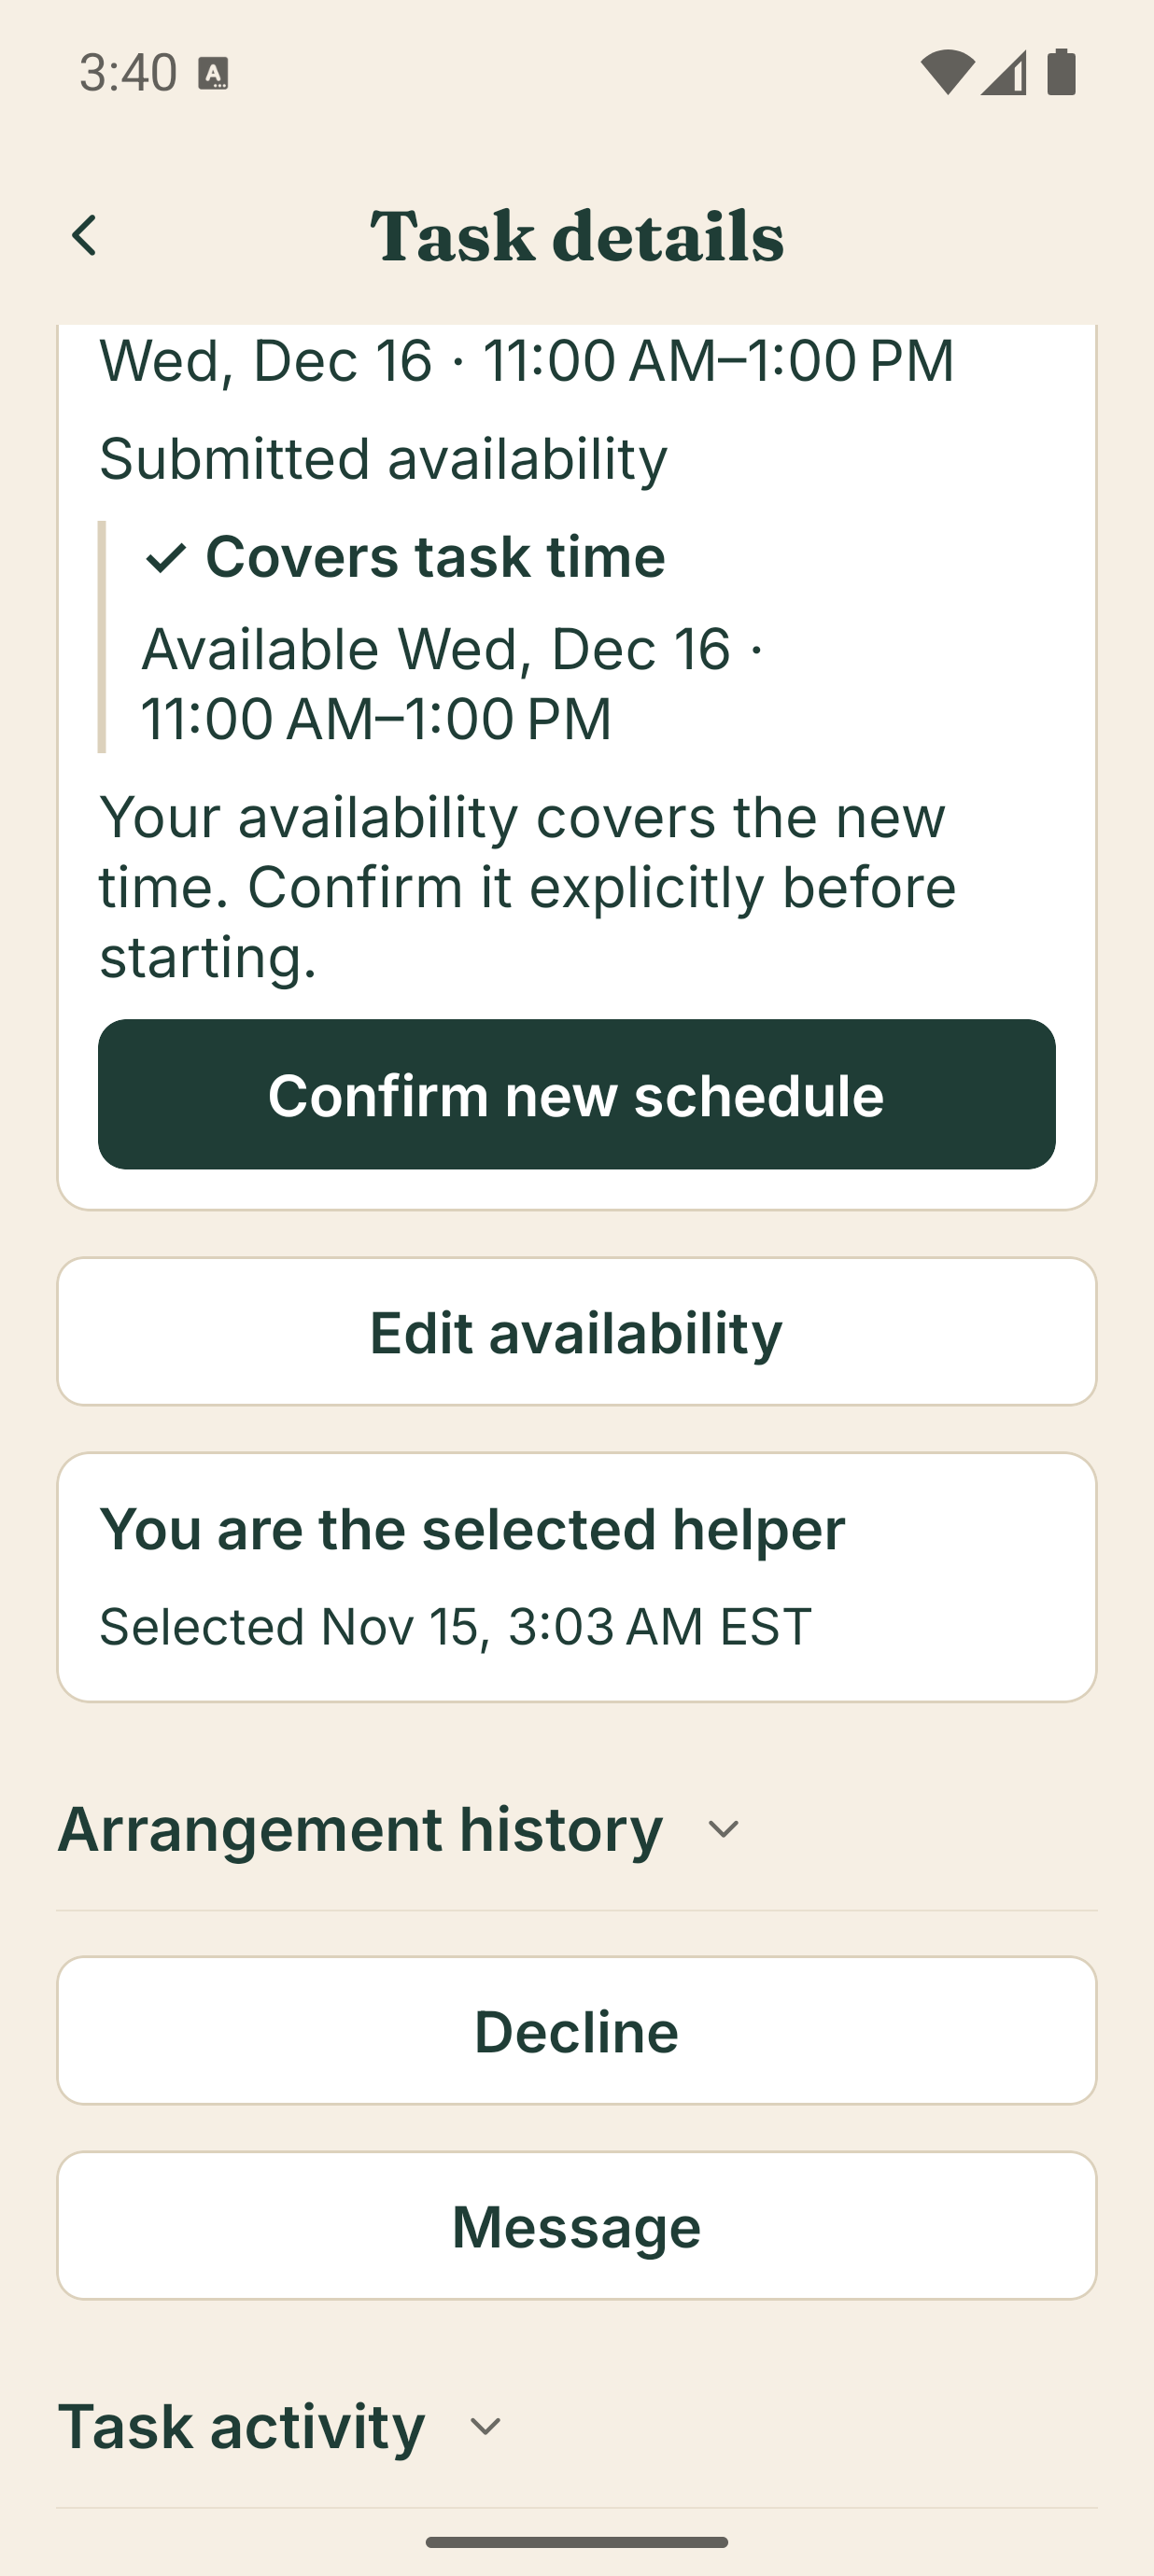 3:40
Task details
Wed, Dec 16 · 11:00 AM–1:00 PM
Submitted availability
✓ Covers task time
Available Wed, Dec 16 ·
11:00 AM–1:00 PM
Your availability covers the new
time. Confirm it explicitly before
starting.
Confirm new schedule
Edit availability
You are the selected helper
Selected Nov 15, 3:03 AM EST
Arrangement history
Decline
Message
Task activity